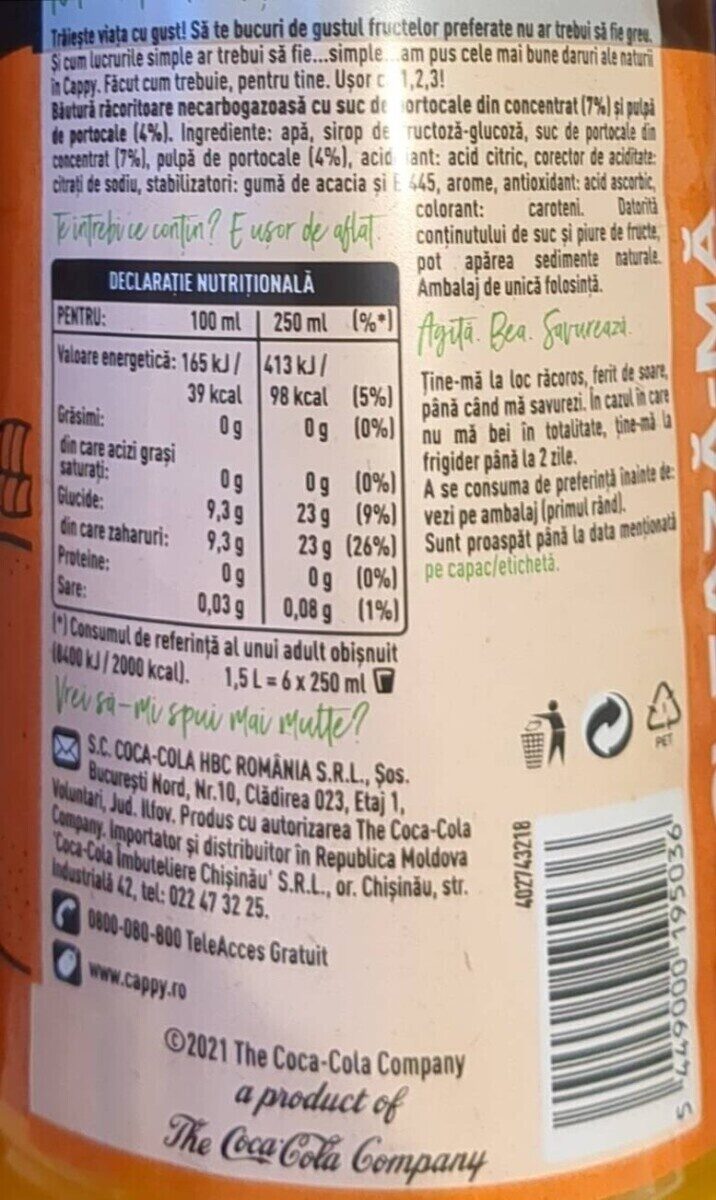 Trăiește viața cu gust! Să te bucuri de gustul fructelor preferate nu ar trebui să fie greu.
Și cum lucrurile simple ar trebui să fie...simple...am pus cele mai bune daruri ale naturii
în Cappy. Făcut cum trebuie, pentru tine. Ușor 1,2,3!
Băutură răcoritoare necarbogazoasă cu suc de portocale din concentrat (7%) și pulpă
de portocale (4%). Ingrediente: apă, sirop de fructoză-glucoză, suc de portocale din
concentrat (7%), pulpă de portocale (4%), acidifiant: acid citric, corector de aciditate:
citrați de sodiu, stabilizatori: gumă de acacia și E 445, arome, antioxidant: acid ascorbic,
colorant: caroteni. Datorită
conținutului de suc și piure de fructe,
pot apărea sedimente naturale.
Ambalaj de unică folosință.
Te întrebi ce conțin? E ușor de aflat.
DECLARAȚIE NUTRIȚIONALĂ
PENTRU: 100 ml 250 ml (%*)
Valoare energetică: 165 kJ / 413 kJ /
39 kcal 98 kcal (5%)
Grăsimi: 0 g 0 g (0%)
din care acizi grași
saturați: 0 g 0 g (0%)
Glucide: 9,3 g 23 g (9%)
din care zaharuri: 9,3 g 23 g (26%)
Proteine: 0 g 0 g (0%)
Sare: 0,03 g 0,08 g (1%)
(*) Consumul de referință al unui adult obișnuit
(8400 kJ / 2000 kcal). 1,5 L = 6 x 250 ml
Agită. Bea. Savurează.
Ține-mă la loc răcoros, ferit de soare,
până când mă savurezi. În cazul în care
nu mă bei în totalitate, ține-mă la
frigider până la 2 zile.
A se consuma de preferință înainte de:
vezi pe ambalaj (primul rând).
Sunt proaspăt până la data menționată
pe capac/etichetă.
Vrei să-mi spui mai multe?
S.C. COCA-COLA HBC ROMÂNIA S.R.L., Șos.
București Nord, Nr.10, Clădirea 023, Etaj 1,
Voluntari, Jud. Ilfov. Produs cu autorizarea The Coca-Cola
Company. Importator și distribuitor în Republica Moldova
'Coca-Cola Îmbuteliere Chișinău' S.R.L., or. Chișinău, str.
Industrială 42, tel: 022 47 32 25.
0800-080-800 TeleAcces Gratuit
www.cappy.ro
©2021 The Coca-Cola Company
a product of
The Coca-Cola Company
PET
402743218
5 449000 195036